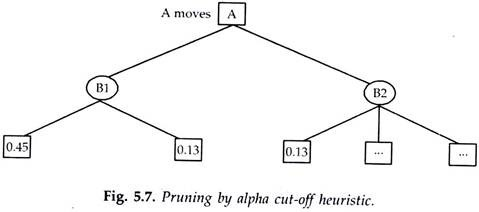 A moves A
B1 B2
0.45 0.13 0.13 ... ...
Fig. 5.7. Pruning by alpha cut-off heuristic.